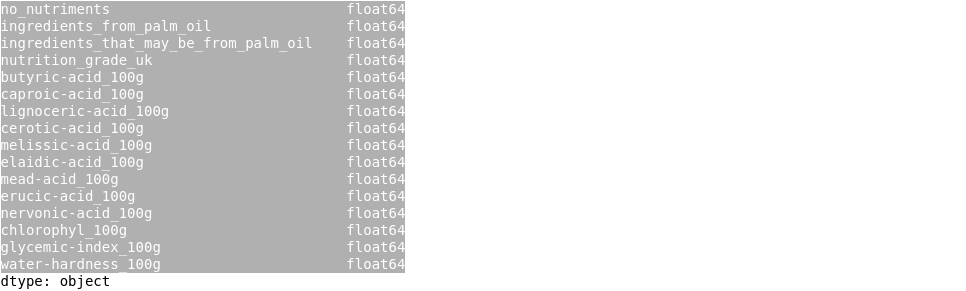 no_nutriments                            float64
ingredients_from_palm_oil                float64
ingredients_that_may_be_from_palm_oil    float64
nutrition_grade_uk                       float64
butyric-acid_100g                        float64
caproic-acid_100g                        float64
lignoceric-acid_100g                     float64
cerotic-acid_100g                        float64
melissic-acid_100g                       float64
elaidic-acid_100g                        float64
mead-acid_100g                           float64
erucic-acid_100g                         float64
nervonic-acid_100g                       float64
chlorophyl_100g                          float64
glycemic-index_100g                      float64
water-hardness_100g                      float64
dtype: object